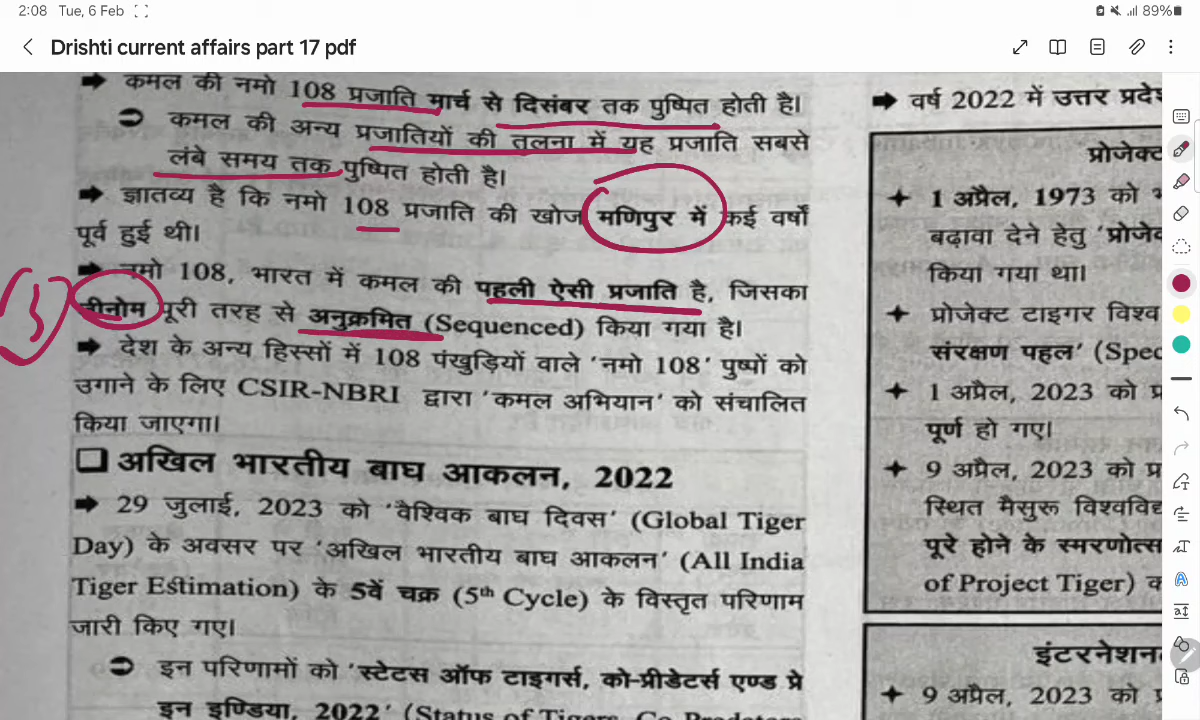 2:08 Tue, 6 Feb
89%
Drishti current affairs part 17 pdf
➡ कमल की नमो 108 प्रजाति मार्च से दिसंबर तक पुष्पित होती है।
कमल की अन्य प्रजातियों की तुलना में यह प्रजाति सबसे
लंबे समय तक पुष्पित होती है।
➡ ज्ञातव्य है कि नमो 108 प्रजाति की खोज मणिपुर में कई वर्षों
पूर्व हुई थी।
➡ नमो 108, भारत में कमल की पहली ऐसी प्रजाति है, जिसका
जीनोम पूरी तरह से अनुक्रमित (Sequenced) किया गया है।
➡ देश के अन्य हिस्सों में 108 पंखुड़ियों वाले 'नमो 108' पुष्पों को
उगाने के लिए CSIR-NBRI द्वारा 'कमल अभियान' को संचालित
किया जाएगा।
❑ अखिल भारतीय बाघ आकलन, 2022
➡ 29 जुलाई, 2023 को 'वैश्विक बाघ दिवस' (Global Tiger
Day) के अवसर पर 'अखिल भारतीय बाघ आकलन' (All India
Tiger Estimation) के 5वें चक्र (5th Cycle) के विस्तृत परिणाम
जारी किए गए।
इन परिणामों को 'स्टेटस ऑफ टाइगर्स, को-प्रीडेटर्स एण्ड प्रे
इन इण्डिया, 2022' (Status of Tigers, Co-Predators
➡ वर्ष 2022 में उत्तर प्रदेश
प्रोजेक्ट
1 अप्रैल, 1973 को
बढ़ावा देने हेतु 'प्रोजे
किया गया था।
प्रोजेक्ट टाइगर विश्व
संरक्षण पहल' (Spec
1 अप्रैल, 2023 को प्र
पूर्ण हो गए।
9 अप्रैल, 2023 को प्र
स्थित मैसुरू विश्वविद्
पूरे होने के स्मरणोत्स
of Project Tiger) क
इंटरनेशन
9 अप्रैल, 2023 को प्र